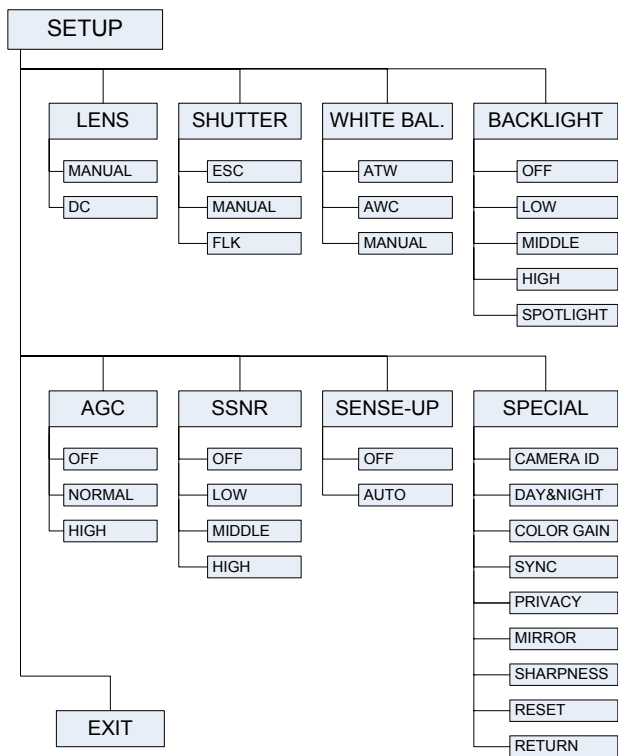 SETUP
LENS
MANUAL
DC
SHUTTER
ESC
MANUAL
FLK
WHITE BAL.
ATW
AWC
MANUAL
BACKLIGHT
OFF
LOW
MIDDLE
HIGH
SPOTLIGHT
AGC
OFF
NORMAL
HIGH
SSNR
OFF
LOW
MIDDLE
HIGH
SENSE-UP
OFF
AUTO
SPECIAL
CAMERA ID
DAY&NIGHT
COLOR GAIN
SYNC
PRIVACY
MIRROR
SHARPNESS
RESET
RETURN
EXIT